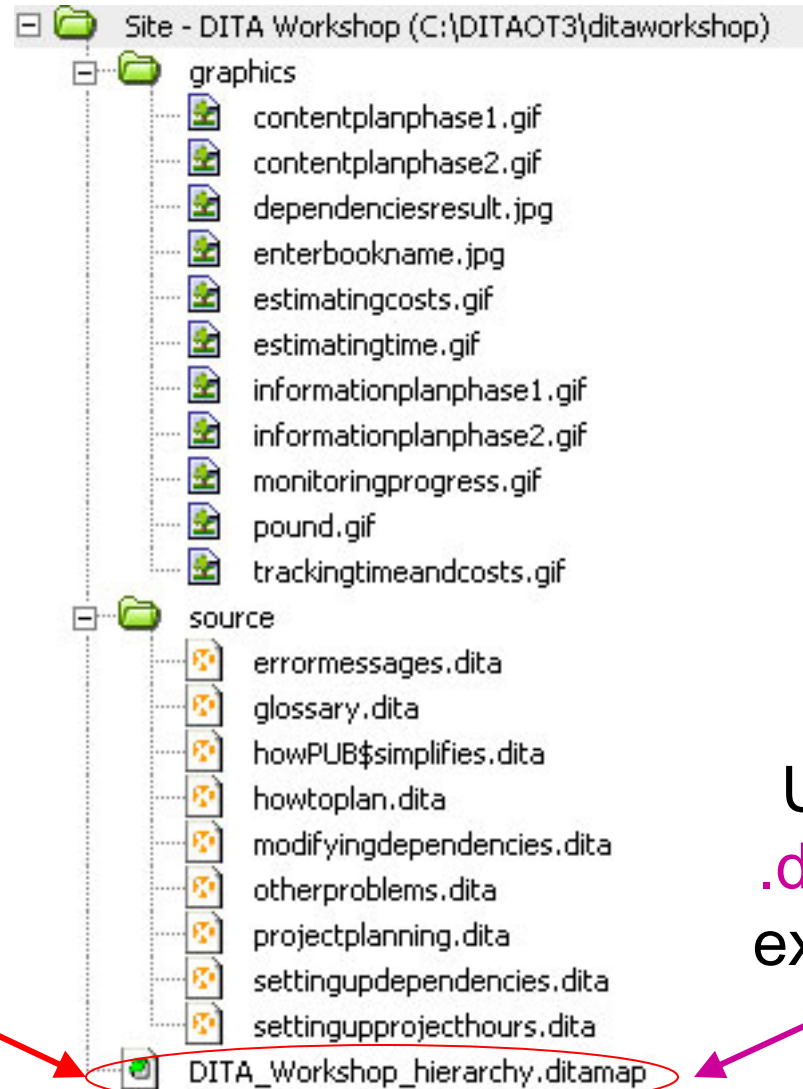 Site - DITA Workshop (C:\DITAOT3\ditaworkshop)
graphics
contentplanphase1.gif
contentplanphase2.gif
dependenciesresult.jpg
enterbookname.jpg
estimatingcosts.gif
estimatingtime.gif
informationplanphase1.gif
informationplanphase2.gif
monitoringprogress.gif
pound.gif
trackingtimeandcosts.gif
source
errormessages.dita
glossary.dita
howPUB$simplifies.dita
howtoplan.dita
modifyingdependencies.dita
otherproblems.dita
projectplanning.dita
settingupdependencies.dita
settingupprojecthours.dita
DITA_Workshop_hierarchy.ditamap
U
.d
ex